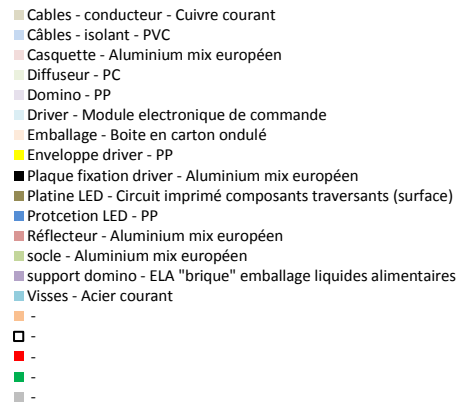 Cables - conducteur - Cuivre courant
Câbles - isolant - PVC
Casquette - Aluminium mix européen
Diffuseur - PC
Domino - PP
Driver - Module electronique de commande
Emballage - Boite en carton ondulé
Enveloppe driver - PP
Plaque fixation driver - Aluminium mix européen
Platine LED - Circuit imprimé composants traversants (surface)
Protcetion LED - PP
Réflecteur - Aluminium mix européen
socle - Aluminium mix européen
support domino - ELA "brique" emballage liquides alimentaires
Visses - Acier courant
-
-
-
-
-